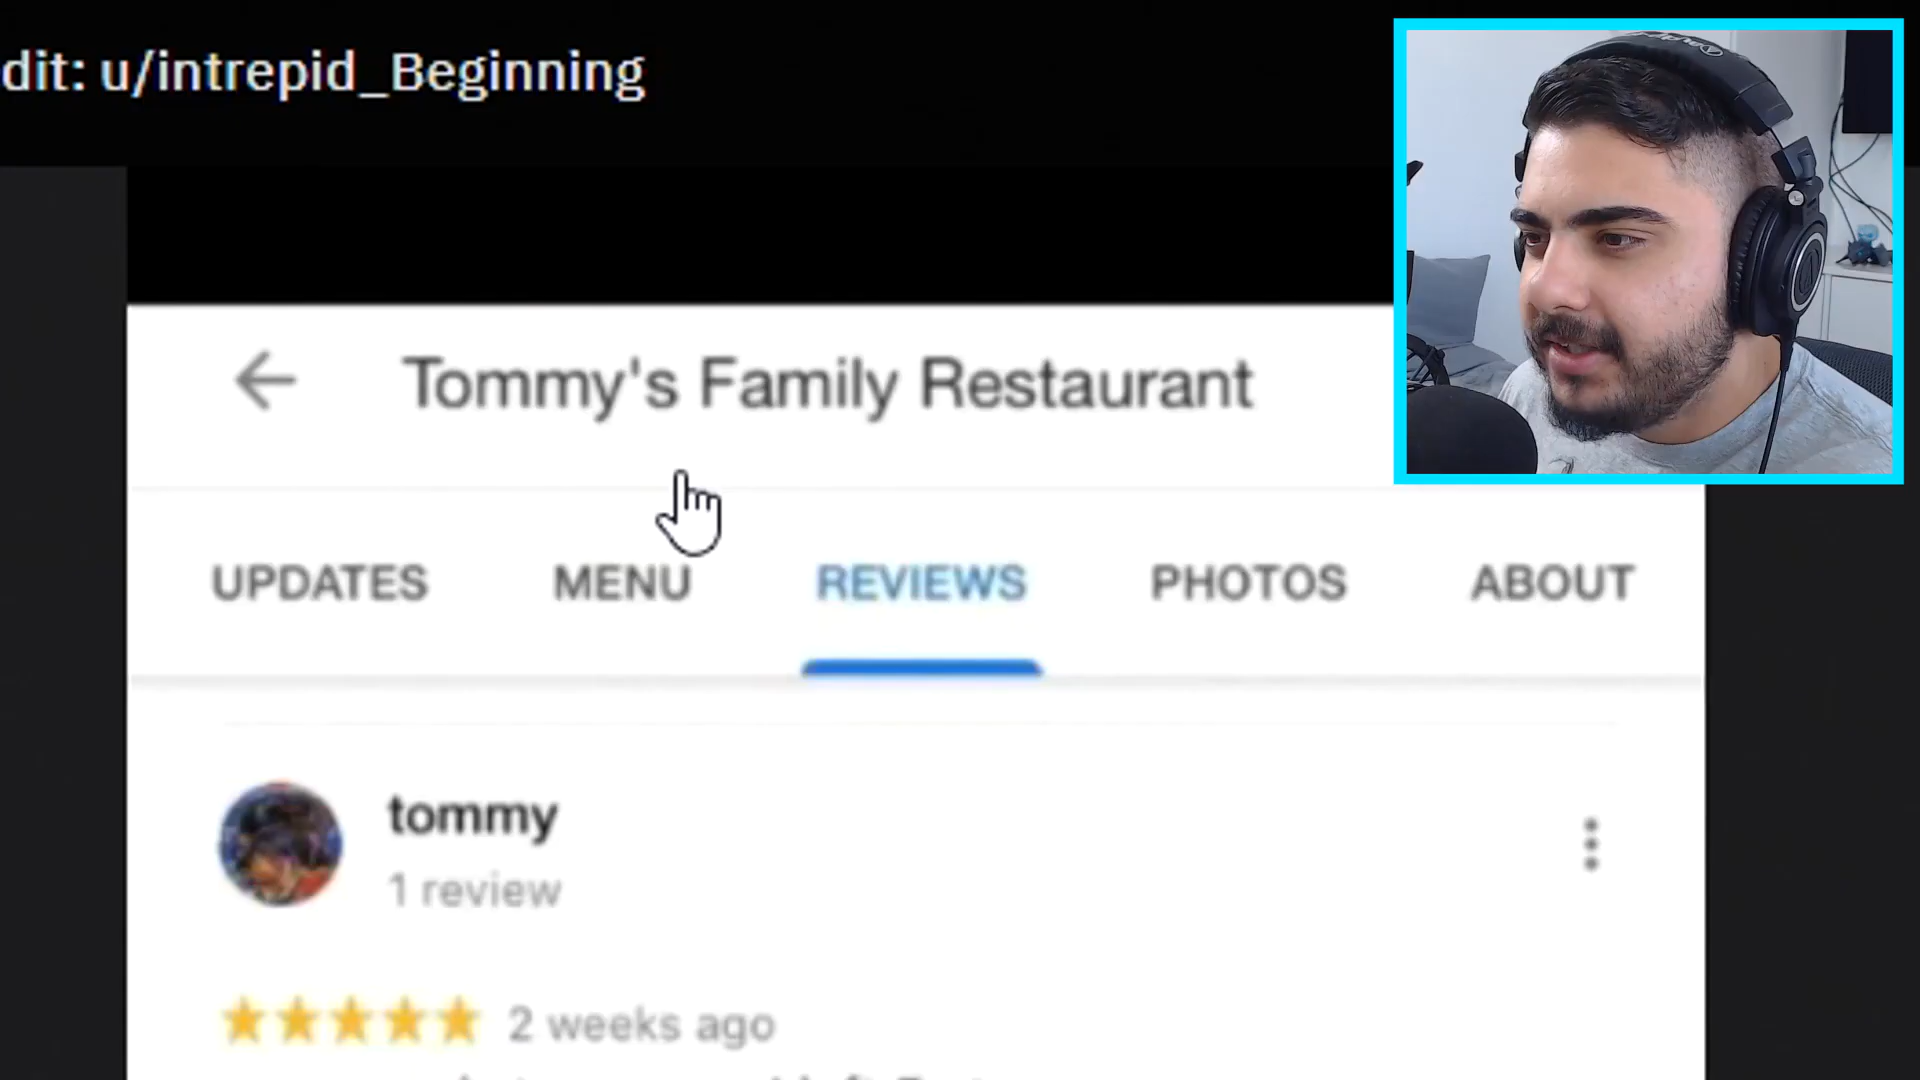 dit: u/intrepid_Beginning
Tommy's Family Restaurant
UPDATES MENU REVIEWS PHOTOS ABOUT
tommy
1 review
2 weeks ago